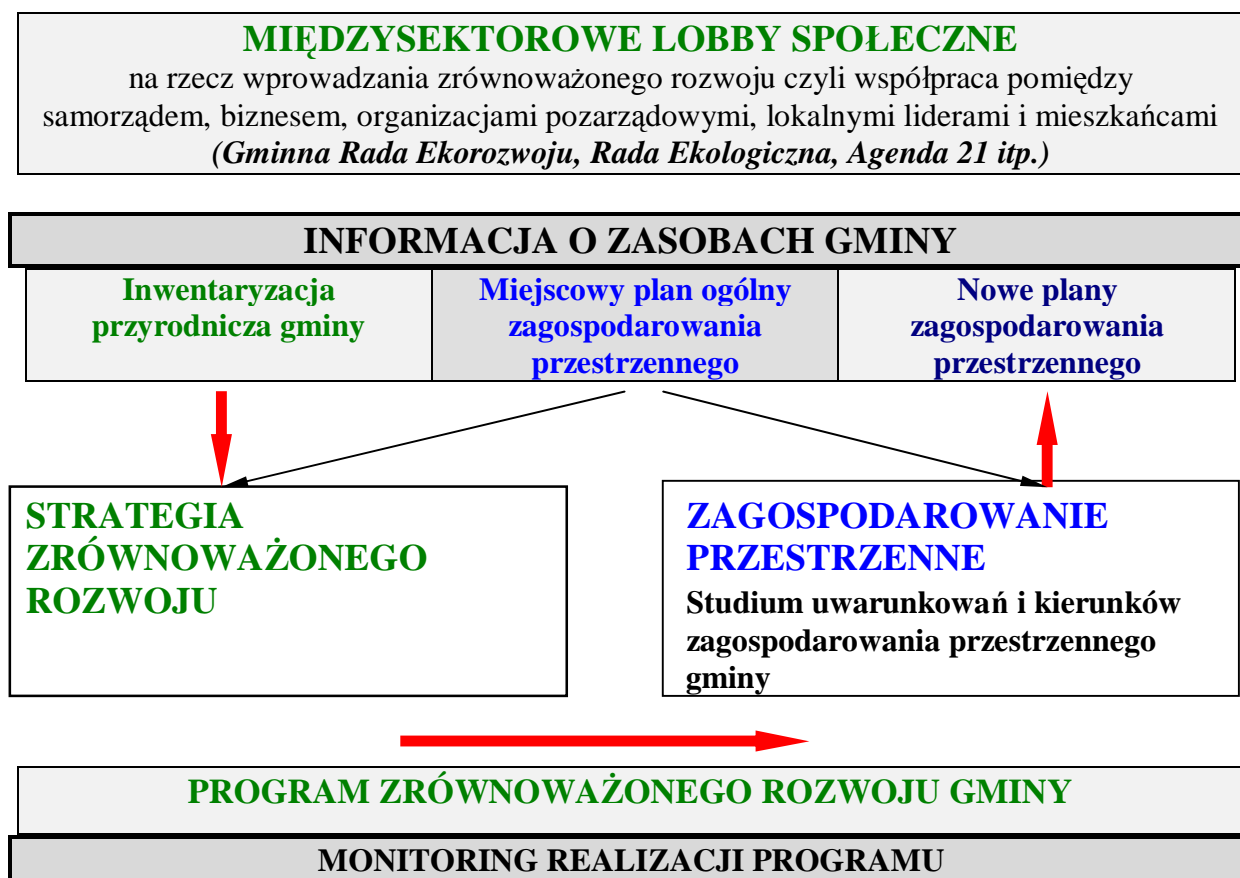 MIĘDZYSEKTOROWE LOBBY SPOŁECZNE
na rzecz wprowadzania zrównoważonego rozwoju czyli współpraca pomiędzy
samorządem, biznesem, organizacjami pozarządowymi, lokalnymi liderami i mieszkańcami
(Gminna Rada Ekorozwoju, Rada Ekologiczna, Agenda 21 itp.)
INFORMACJA O ZASOBACH GMINY
Inwentaryzacja
przyrodnicza gminy
Miejscowy plan ogólny
zagospodarowania
przestrzennego
Nowe plany
zagospodarowania
przestrzennego
STRATEGIA
ZRÓWNOWAŻONEGO
ROZWOJU
ZAGOSPODAROWANIE
PRZESTRZENNE
Studium uwarunkowań i kierunków
zagospodarowania przestrzennego
gminy
PROGRAM ZRÓWNOWAŻONEGO ROZWOJU GMINY
MONITORING REALIZACJI PROGRAMU